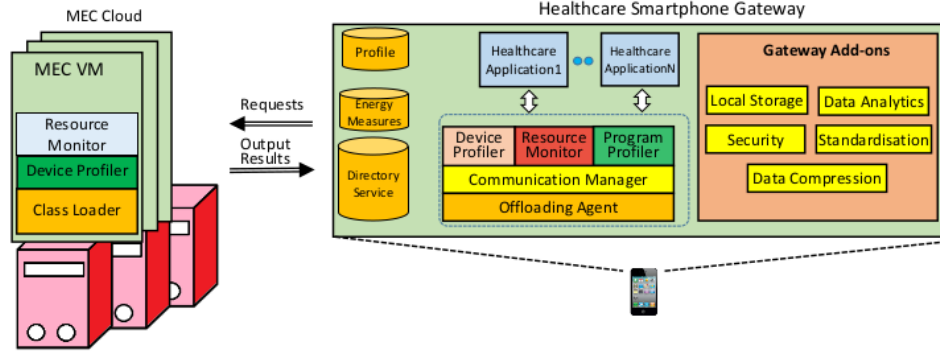 MEC Cloud
MEC VM
Resource
Monitor
Device Profiler
Class Loader
Requests
Output
Results
Healthcare Smartphone Gateway
Profile
Energy
Measures
Directory
Service
Healthcare
Application1
Healthcare
ApplicationN
Device
Profiler
Resource
Monitor
Program
Profiler
Communication Manager
Offloading Agent
Gateway Add-ons
Local Storage
Data Analytics
Security
Standardisation
Data Compression